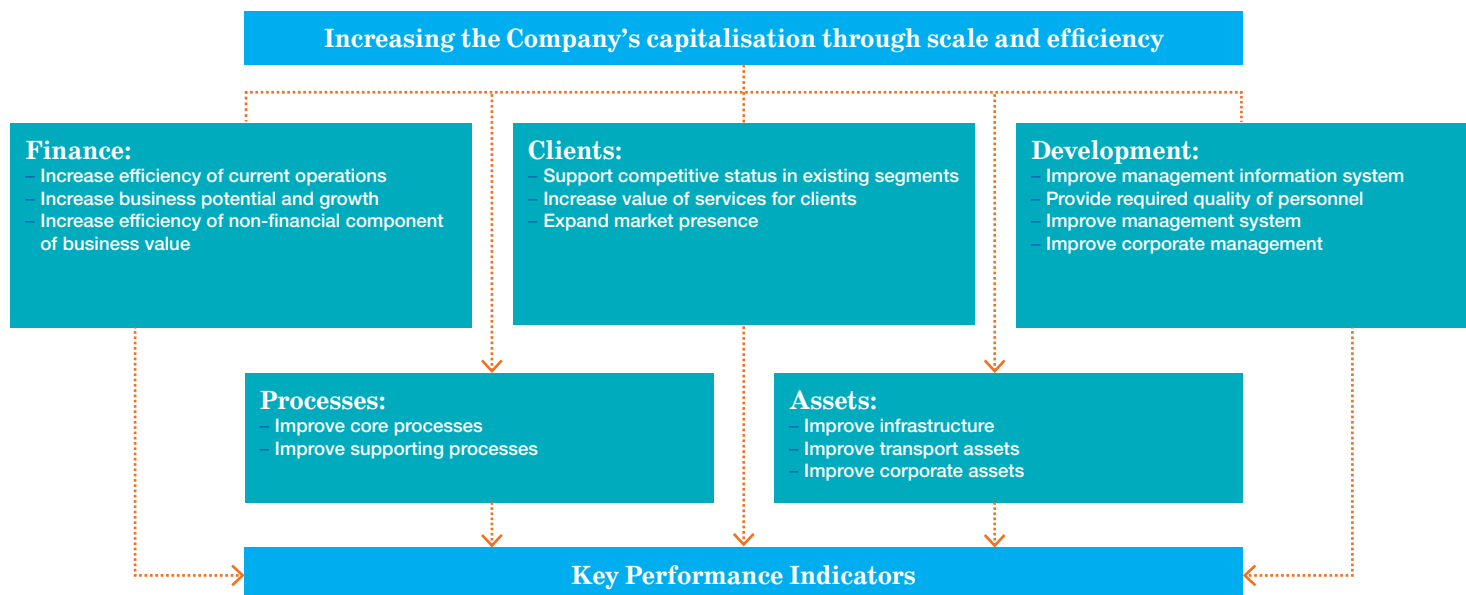 Increasing the Company’s capitalisation through scale and efficiency
Finance:
– Increase efficiency of current operations
– Increase business potential and growth
– Increase efficiency of non-financial component
of business value
Clients:
– Support competitive status in existing segments
– Increase value of services for clients
– Expand market presence
Development:
– Improve management information system
– Provide required quality of personnel
– Improve management system
– Improve corporate management
Processes:
– Improve core processes
– Improve supporting processes
Assets:
– Improve infrastructure
– Improve transport assets
– Improve corporate assets
Key Performance Indicators